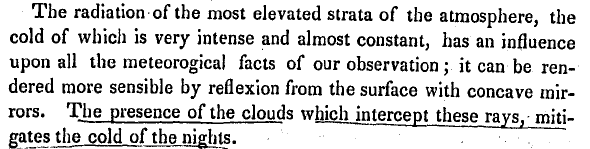 The radiation of the most elevated strata of the atmosphere, the
cold of which is very intense and almost constant, has an influence
upon all the meteorogical facts of our observation; it can be ren-
dered more sensible by reflexion from the surface with concave mir-
rors. The presence of the clouds which intercept these rays, miti-
gates the cold of the nights.